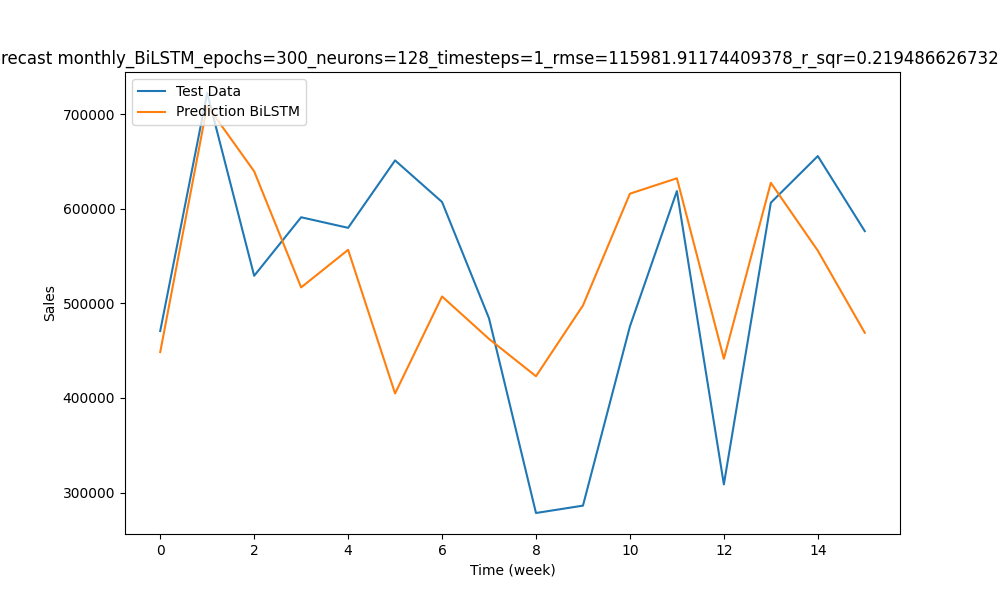 recast monthly_BiLSTM_epochs=300_neurons=128_timesteps=1_rmse=115981.91174409378_r_sqr=0.219486626732
Test Data
Prediction BiLSTM
700000
600000
500000
400000
300000
Sales
0 2 4 6 8 10 12 14
Time (week)